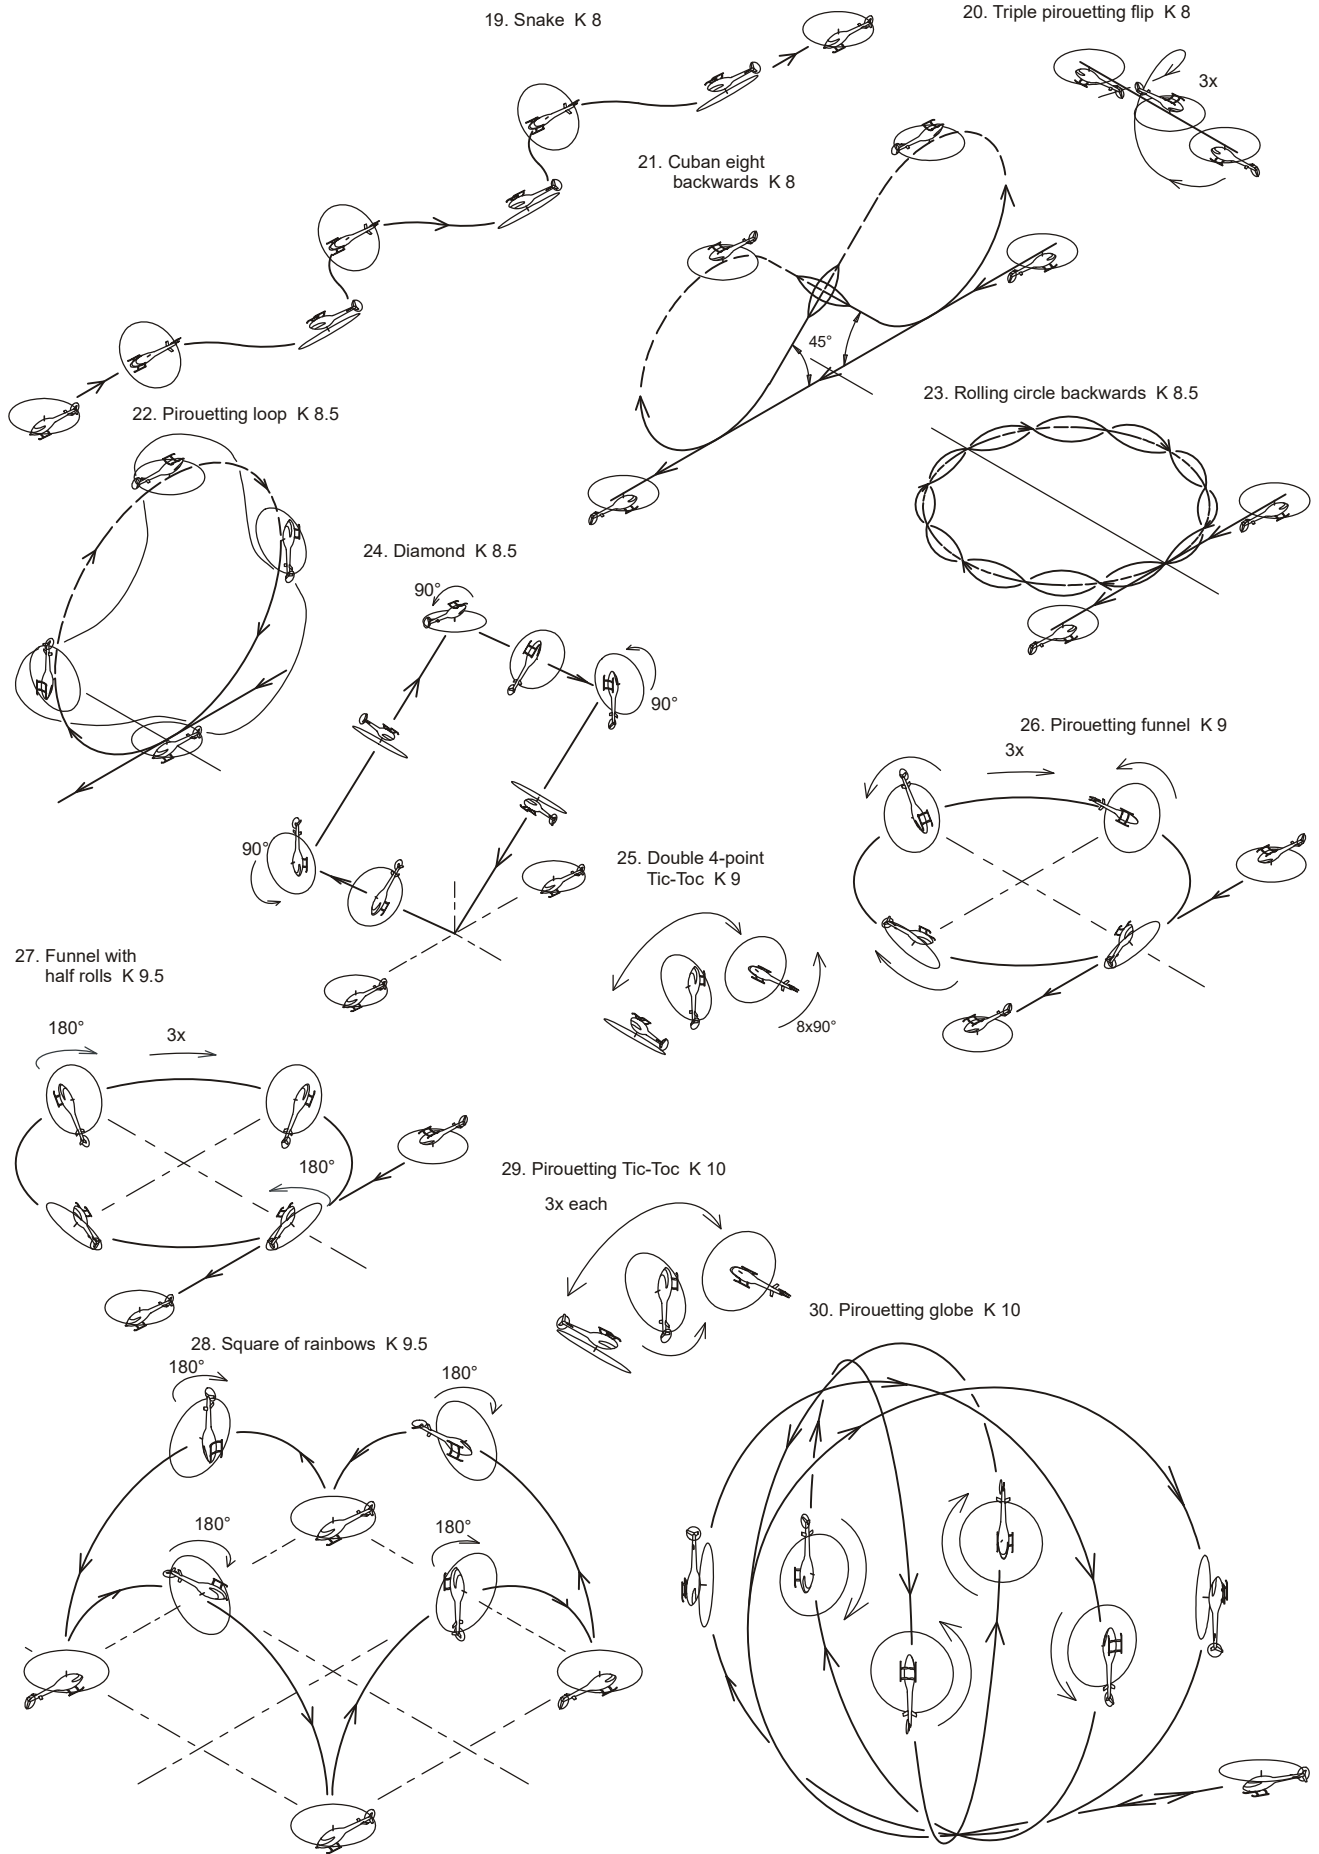 19. Snake K 8
20. Triple pirouetting flip K 8
3x
21. Cuban eight
backwards K 8
45°
22. Pirouetting loop K 8.5
23. Rolling circle backwards K 8.5
24. Diamond K 8.5
90°
90°
90°
25. Double 4-point
Tic-Toc K 9
8x90°
26. Pirouetting funnel K 9
3x
27. Funnel with
half rolls K 9.5
180°
3x
180°
28. Square of rainbows K 9.5
180°
180°
180°
180°
29. Pirouetting Tic-Toc K 10
3x each
30. Pirouetting globe K 10